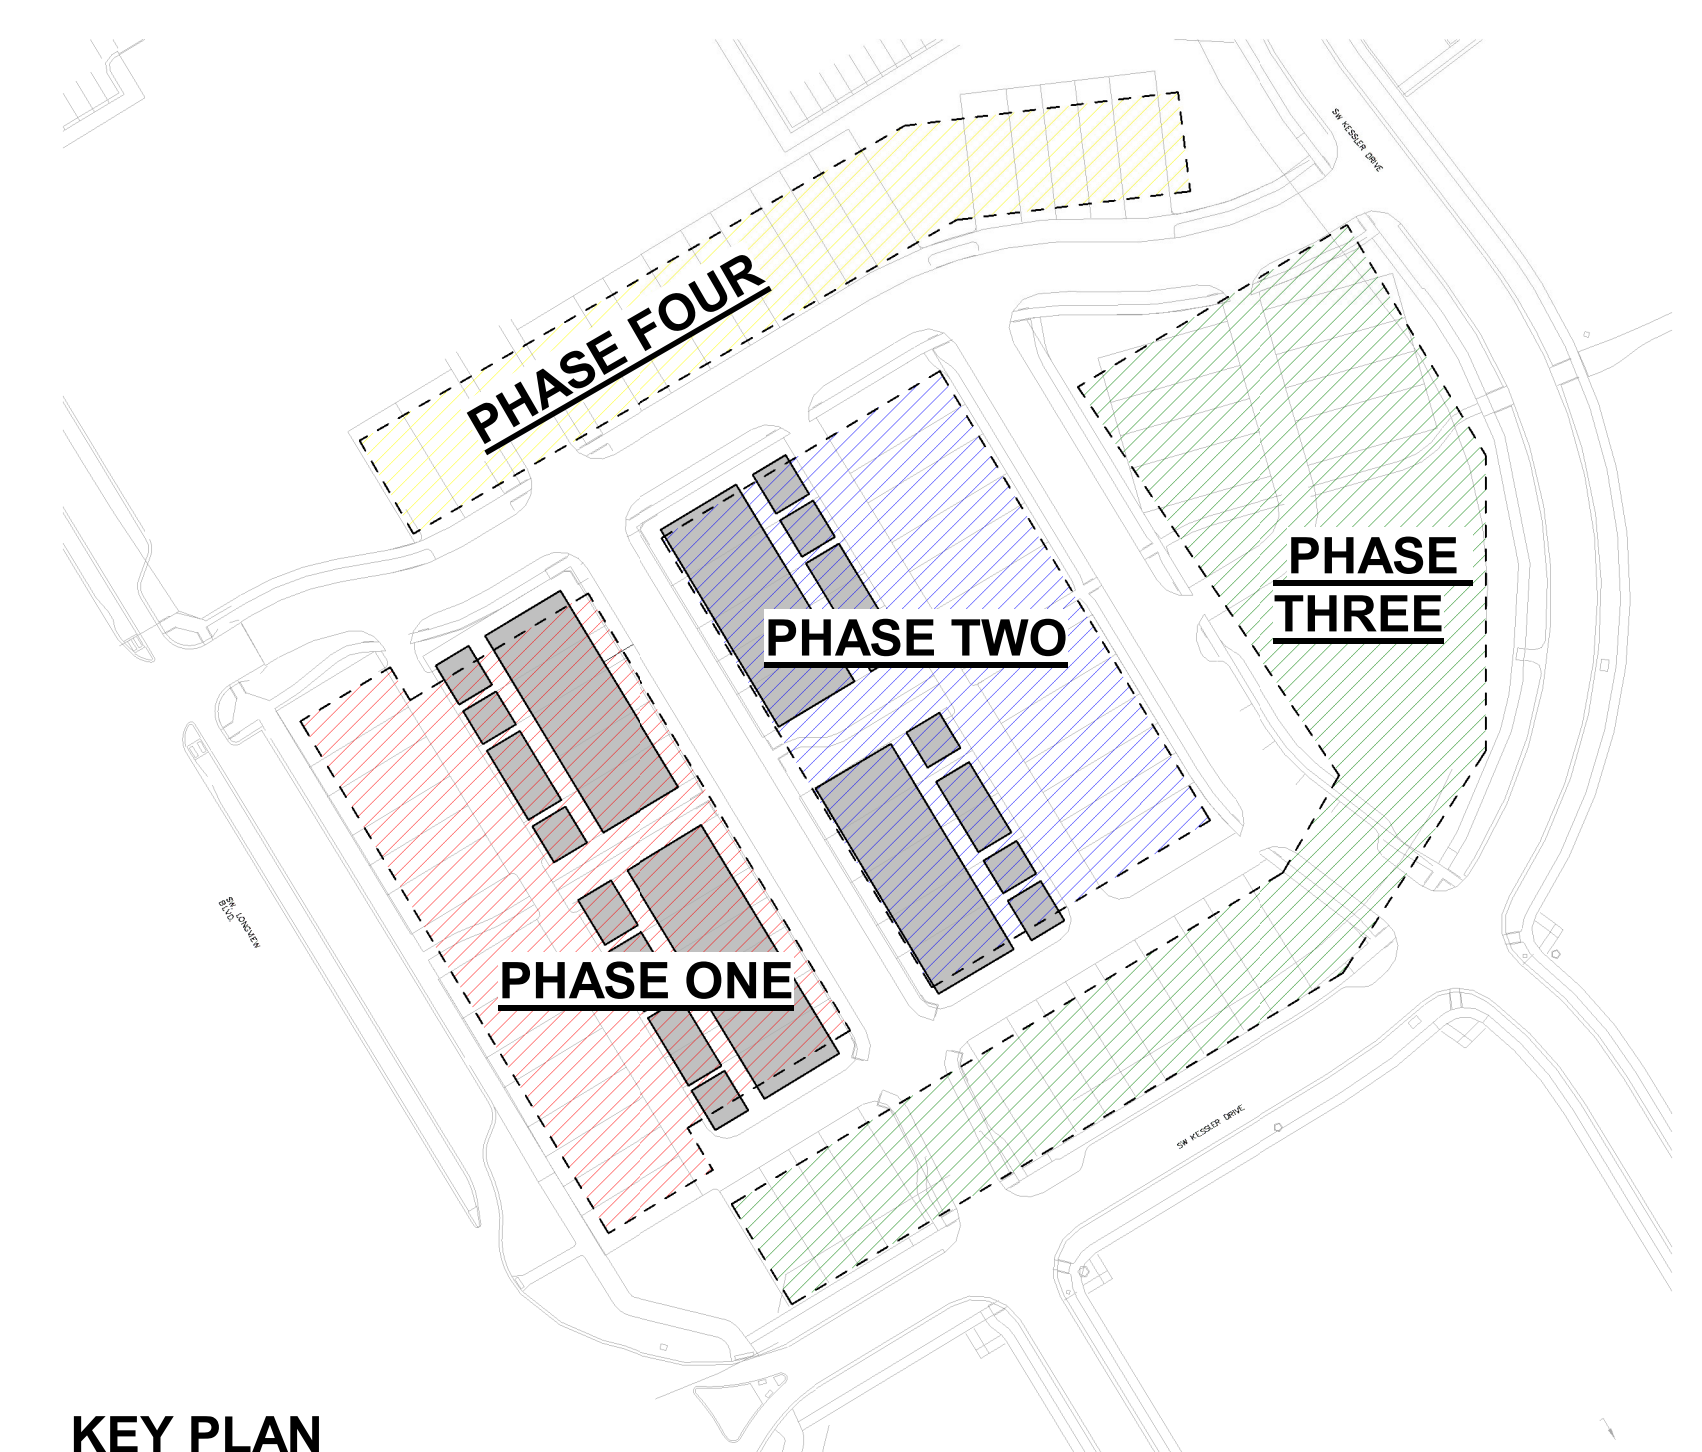 SW KESSLER DRIVE
PHASE FOUR
PHASE
THREE
PHASE TWO
SW LONGVIEW
BLVD.
PHASE ONE
SW KESSLER DRIVE
KEY PLAN